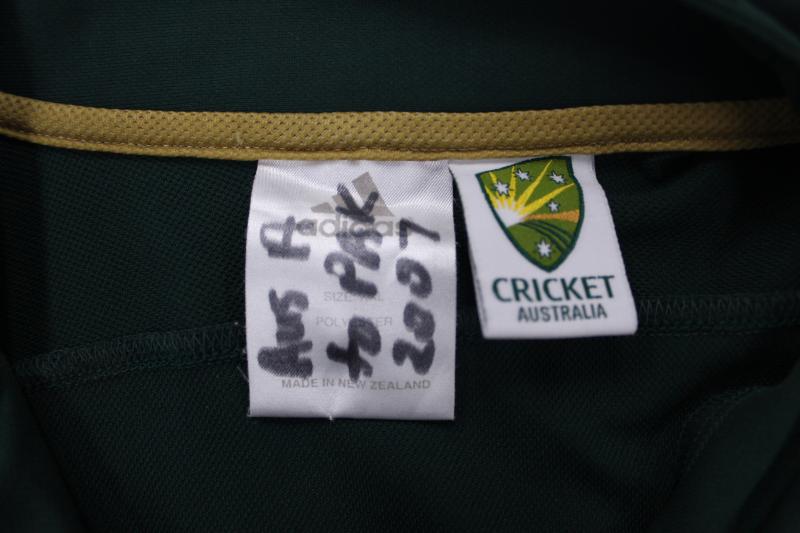 adidas
SIZE
POLYESTER
MADE IN NEW ZEALAND
Aus A
to PAK
2007
CRICKET
AUSTRALIA